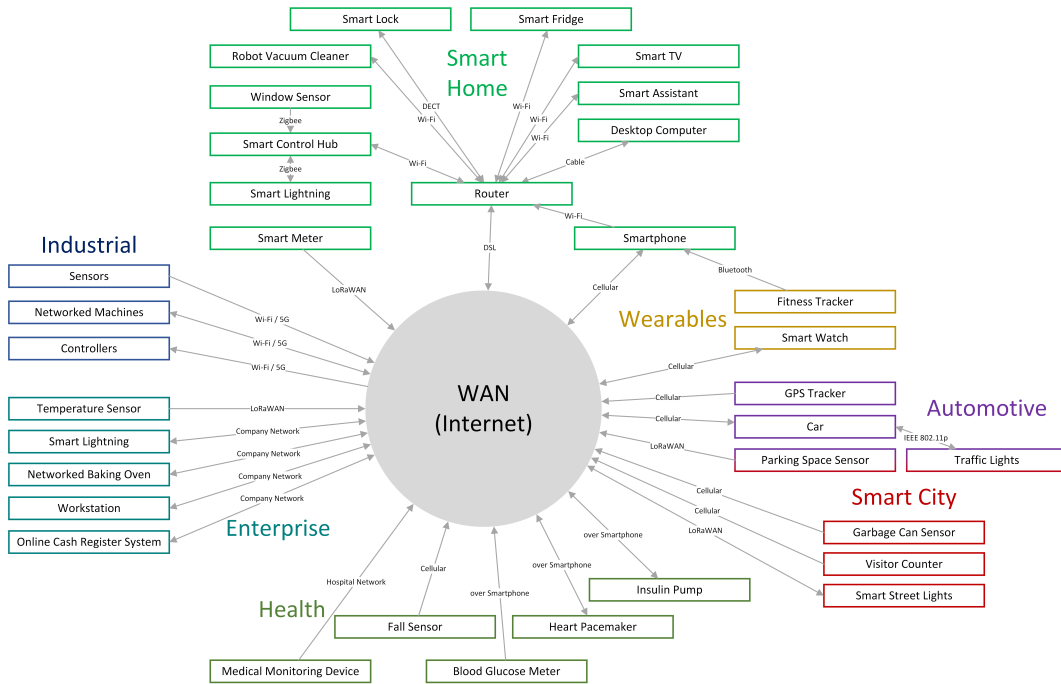 Smart Lock
Smart Fridge
Smart
Home
Robot Vacuum Cleaner
Smart TV
Window Sensor
Smart Assistant
DECT
Wi-Fi
Wi-Fi
Wi-Fi
Wi-Fi
Zigbee
Desktop Computer
Smart Control Hub
Wi-Fi
Cable
Zigbee
Smart Lightning
Router
Wi-Fi
Smart Meter
DSL
Smartphone
Industrial
Bluetooth
Sensors
LoRaWAN
Cellular
Fitness Tracker
Networked Machines
Wi-Fi / 5G
Wearables
Smart Watch
Controllers
Wi-Fi / 5G
Wi-Fi / 5G
Cellular
WAN
(Internet)
GPS Tracker
Cellular
Automotive
Temperature Sensor
LoRaWAN
Cellular
Car
IEEE 802.11p
Smart Lightning
Company Network
LoRaWAN
Parking Space Sensor
Traffic Lights
Networked Baking Oven
Company Network
Company Network
Company Network
Workstation
Smart City
Cellular
Cellular
LoRaWAN
Enterprise
Online Cash Register System
Garbage Can Sensor
over Smartphone
Visitor Counter
Cellular
over Smartphone
Hospital Network
over Smartphone
Insulin Pump
Smart Street Lights
Health
Fall Sensor
Heart Pacemaker
Medical Monitoring Device
Blood Glucose Meter